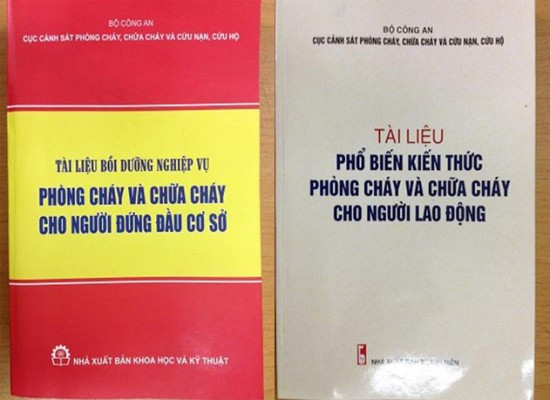 BỘ CÔNG AN
CỤC CẢNH SÁT PHÒNG CHÁY, CHỮA CHÁY VÀ CỨU NẠN, CỨU HỘ
TÀI LIỆU BỒI DƯỠNG NGHIỆP VỤ
PHÒNG CHÁY VÀ CHỮA CHÁY
CHO NGƯỜI ĐỨNG ĐẦU CƠ SỞ
NHÀ XUẤT BẢN KHOA HỌC VÀ KỸ THUẬT
BỘ CÔNG AN
CỤC CẢNH SÁT PHÒNG CHÁY, CHỮA CHÁY VÀ CỨU NẠN, CỨU HỘ
TÀI LIỆU
PHỔ BIẾN KIẾN THỨC
PHÒNG CHÁY VÀ CHỮA CHÁY
CHO NGƯỜI LAO ĐỘNG
NHÀ XUẤT BẢN